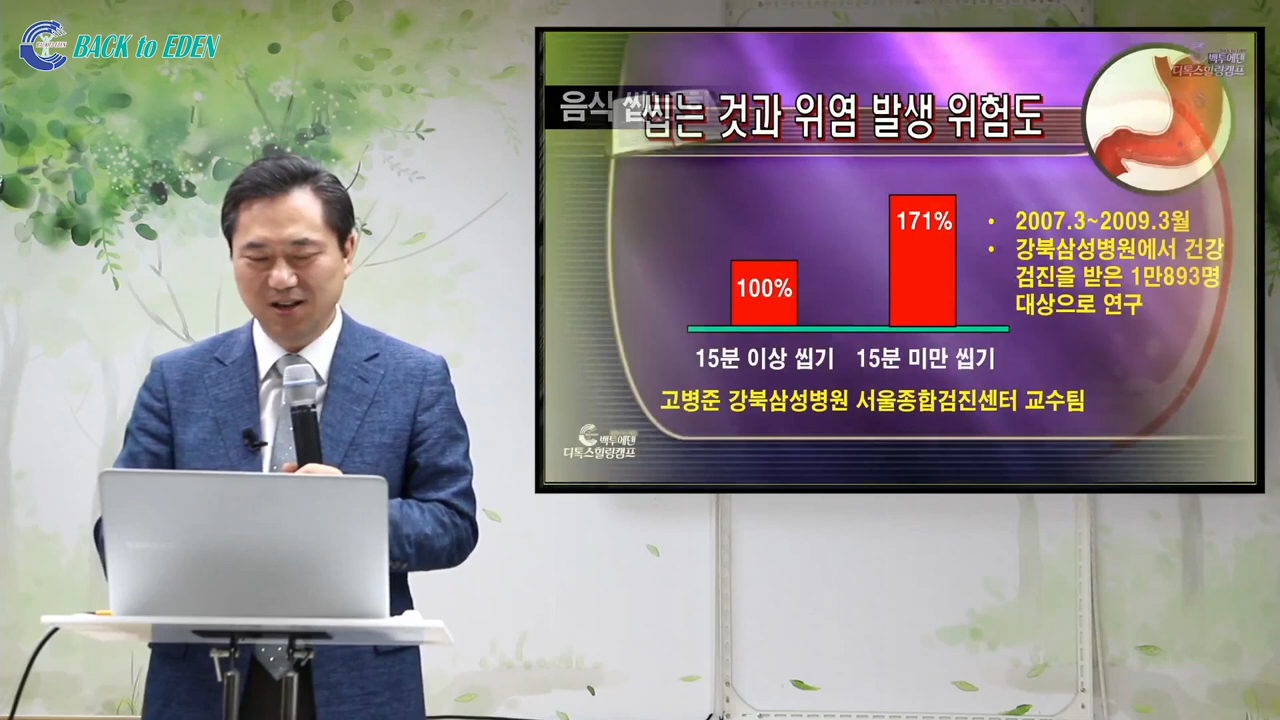 BACK to EDEN
백투에덴
디톡스힐링캠프
음식 씹
씹는 것과 위염 발생 위험도
171%
100%
15분 이상 씹기 15분 미만 씹기
• 2007.3~2009.3월
• 강북삼성병원에서 건강
검진을 받은 1만893명
대상으로 연구
고병준 강북삼성병원 서울종합검진센터 교수팀
백투에덴
디톡스힐링캠프